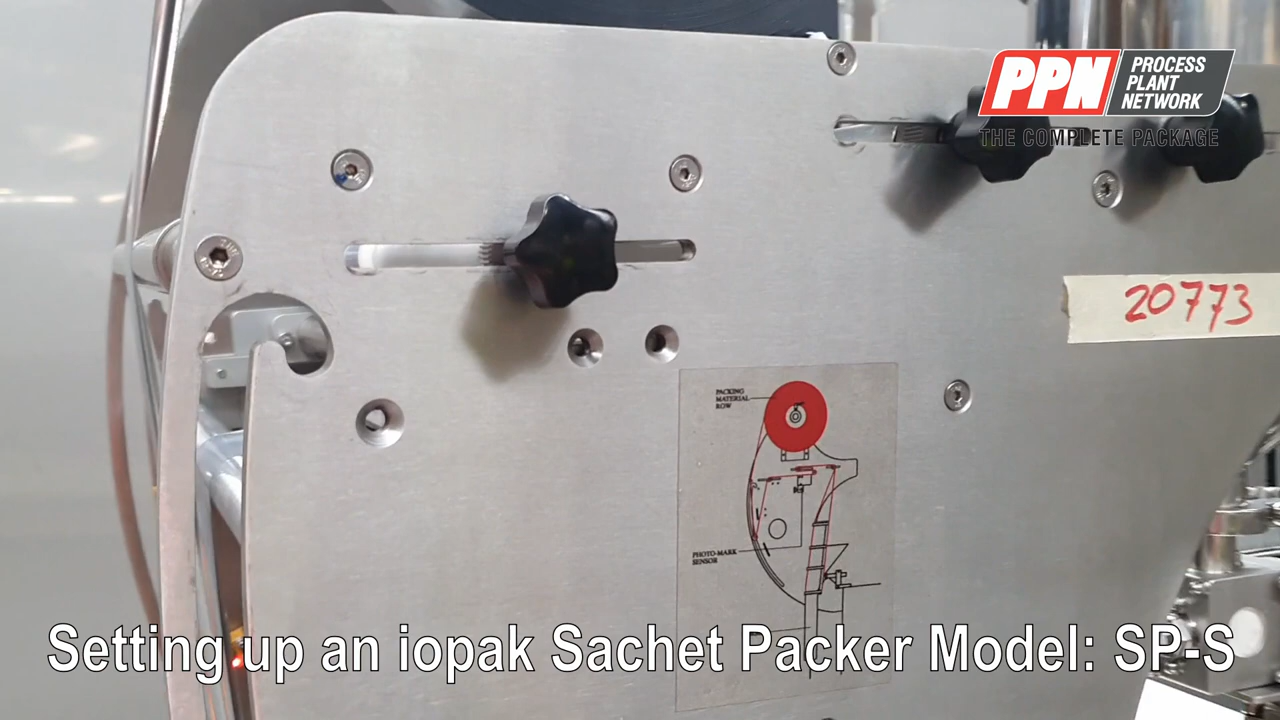 PPN PROCESS
PLANT
NETWORK
THE COMPLETE PACKAGE
20773
PACKING
MATERIAL
ROW
PHOTO-MARK
SENSOR
Setting up an iopak Sachet Packer Model: SP-S